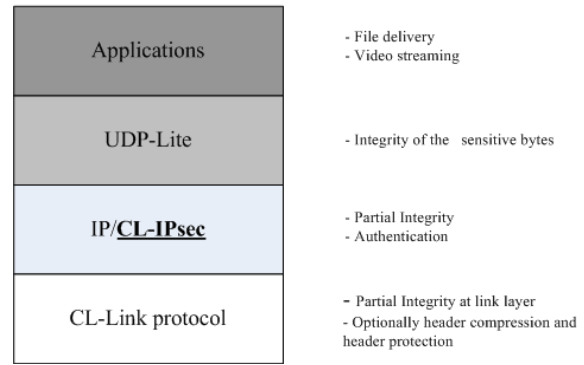 Applications
- File delivery
- Video streaming
UDP-Lite
- Integrity of the sensitive bytes
IP/CL-IPsec
- Partial Integrity
- Authentication
CL-Link protocol
- Partial Integrity at link layer
- Optionally header compression and
header protection